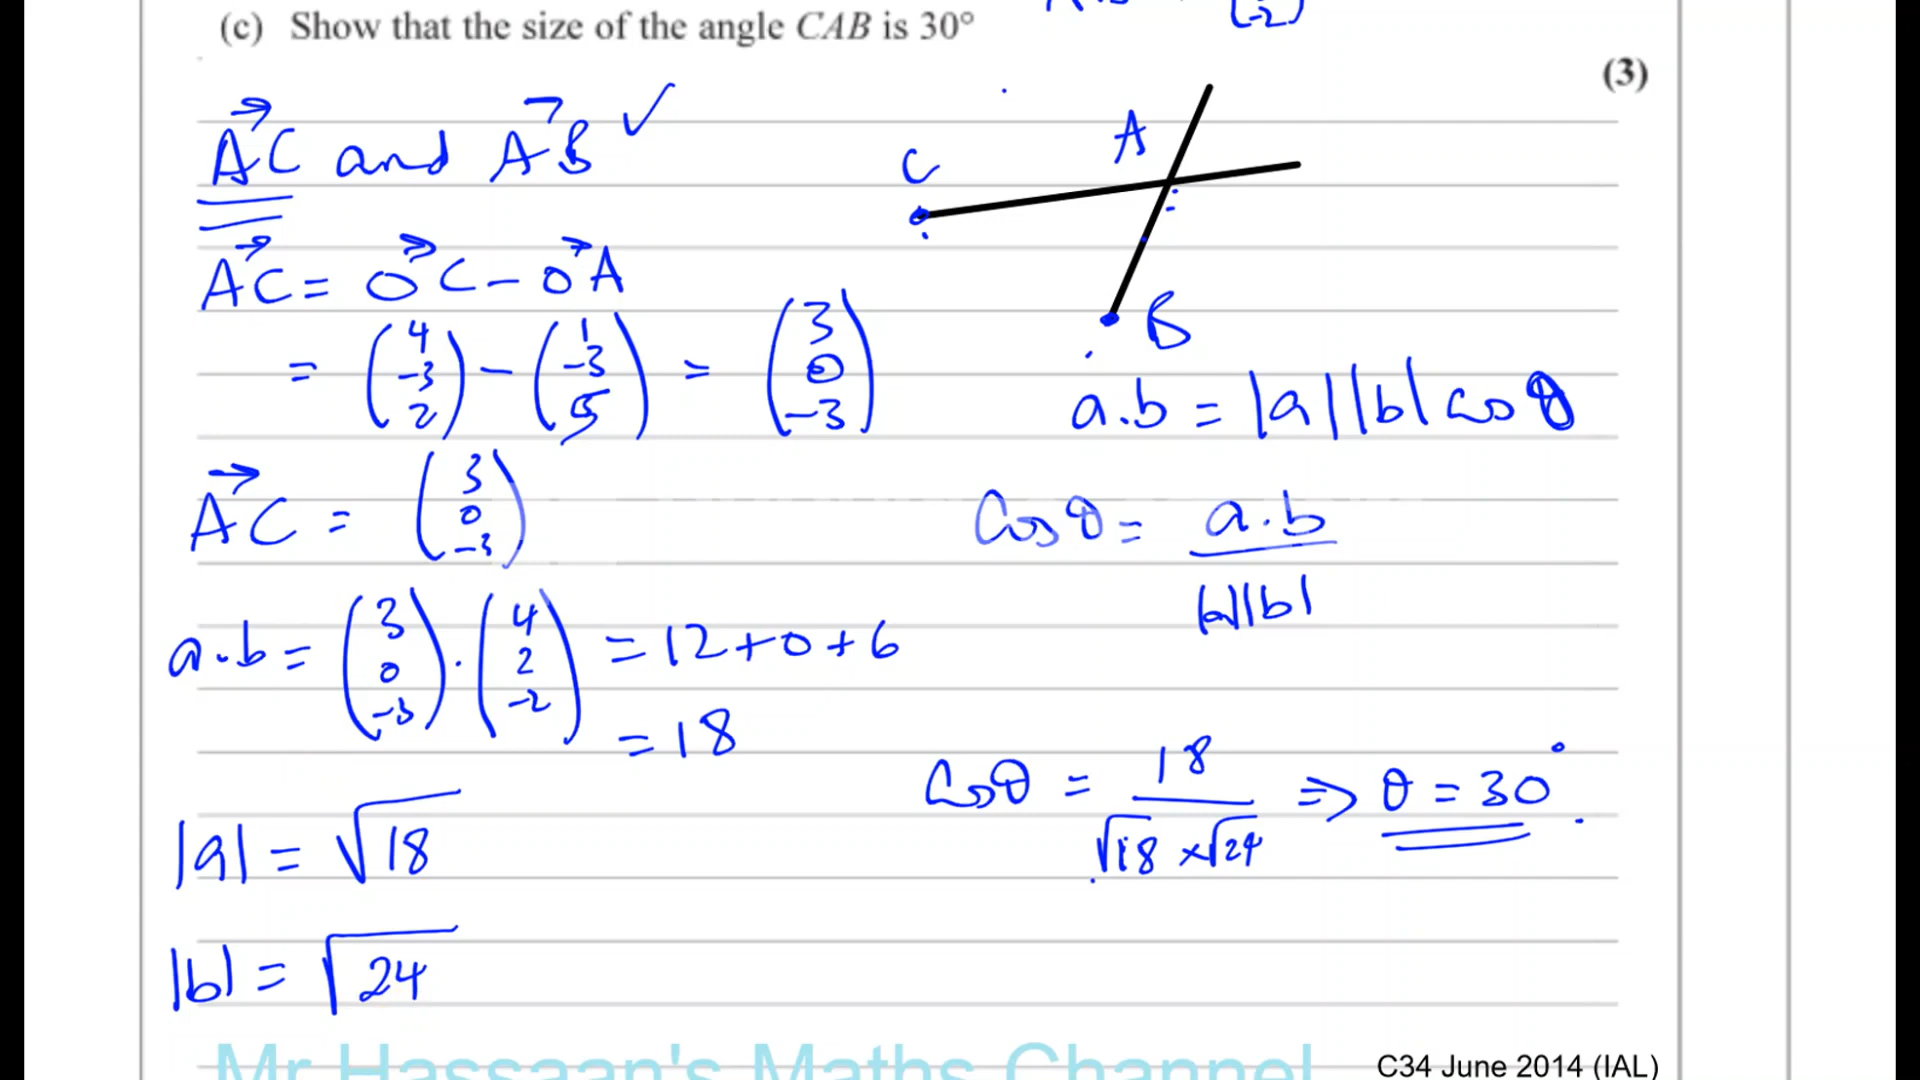 (c) Show that the size of the angle CAB is 30°
(3)
AC and AB ✓
C
A
B
AC = OC - OA
= (4 -3 2) - (1 -3 5) = (3 0 -3)
a.b = |a||b| cos θ
AC = (3 0 -3)
Cos θ = a.b / |a||b|
a.b = (3 0 -3) . (4 2 -2) = 12+0+6
= 18
Cos θ = 18 / √18 × √24 ⇒ θ = 30°
|a| = √18
|b| = √24
Mr Hassaan's Maths Channel
C34 June 2014 (IAL)